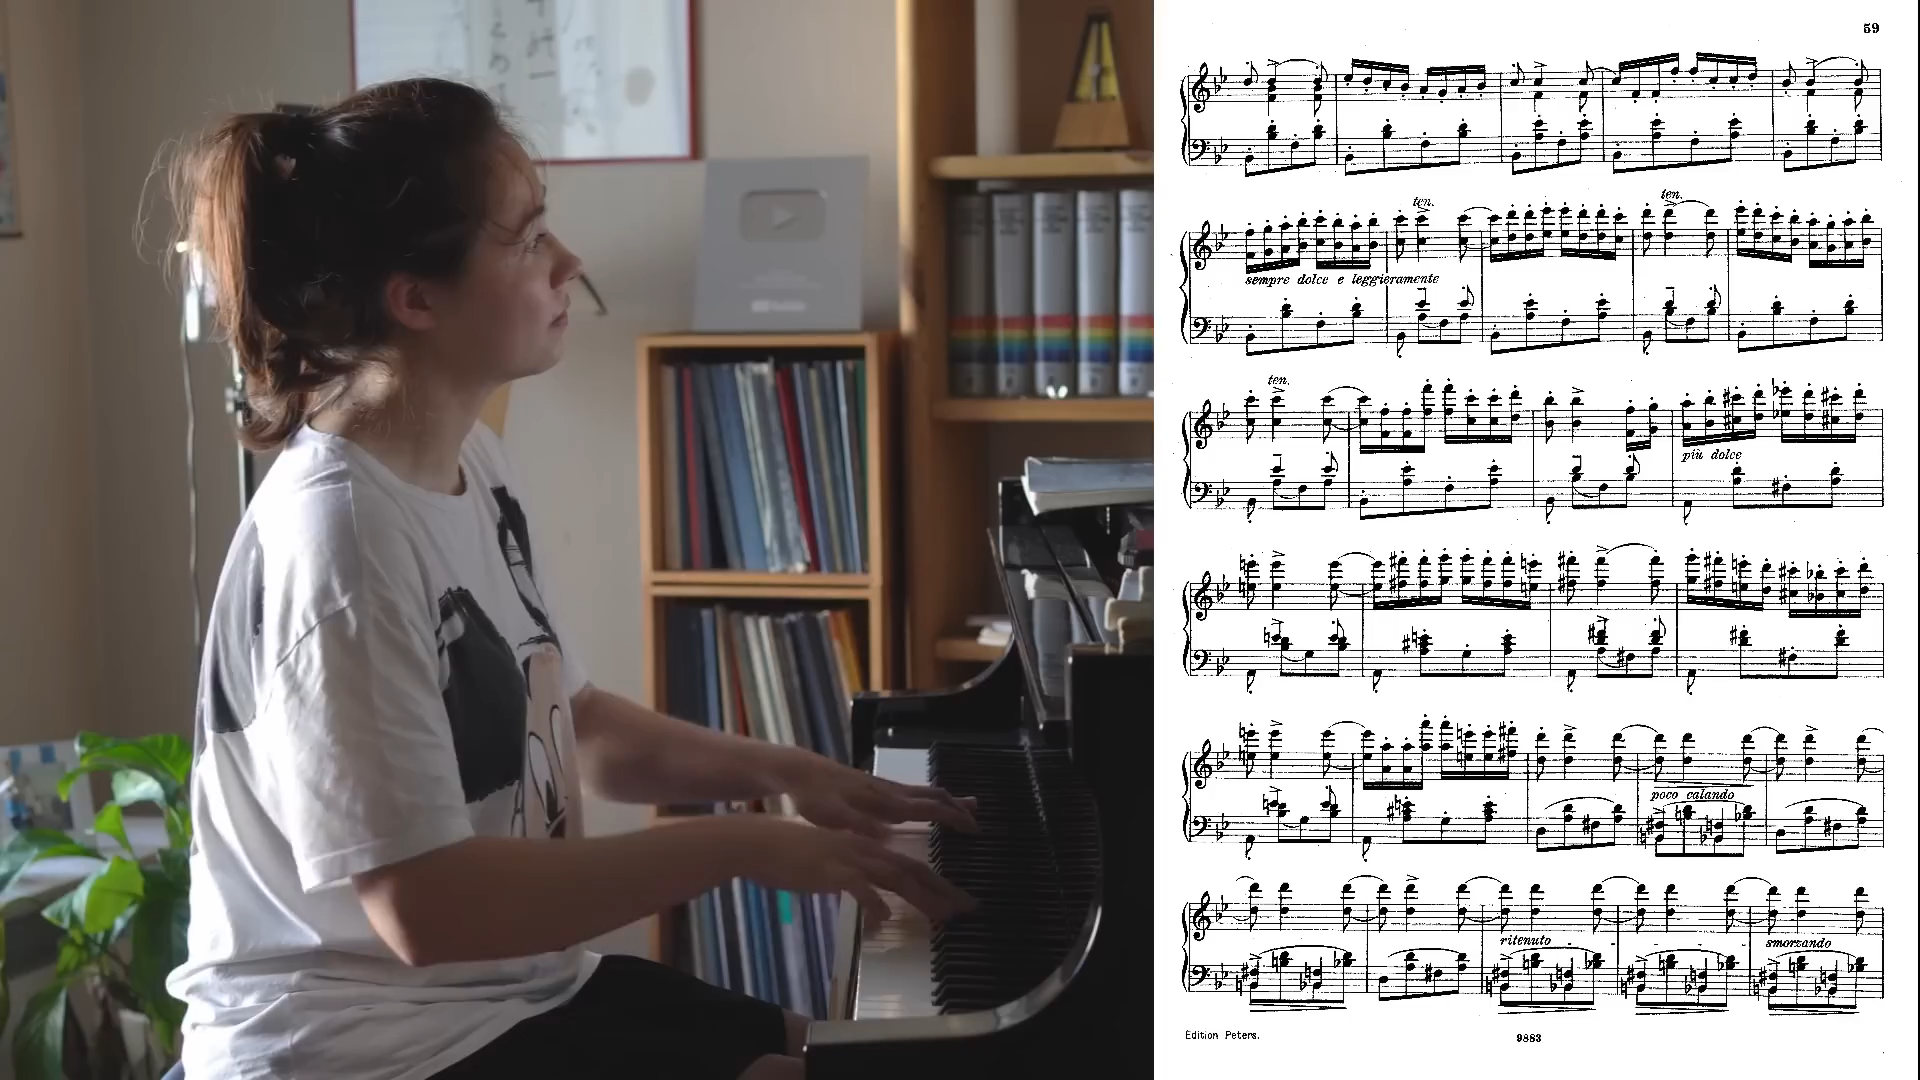 59
ten.
ten.
sempre dolce e leggieramente
ten.
più dolce
poco calando
ritenuto
smorzando
Edition Peters.
9883